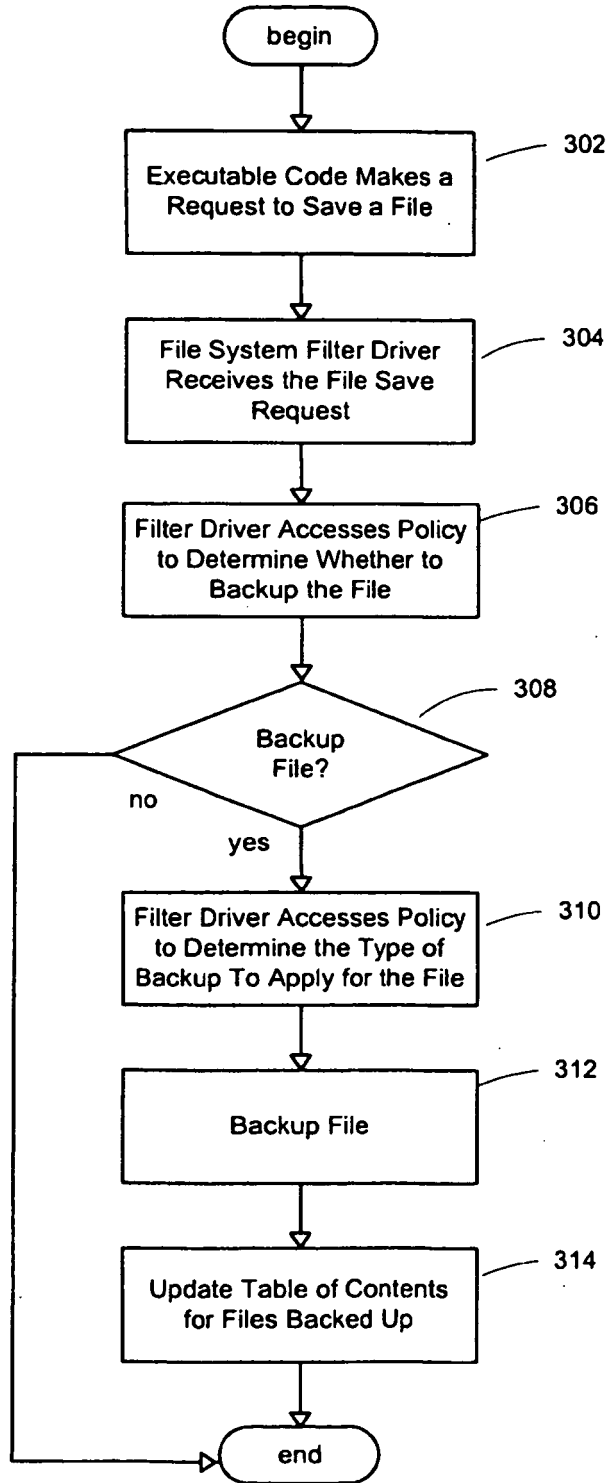 begin
302
Executable Code Makes a
Request to Save a File
304
File System Filter Driver
Receives the File Save
Request
306
Filter Driver Accesses Policy
to Determine Whether to
Backup the File
308
Backup
File?
no
yes
310
Filter Driver Accesses Policy
to Determine the Type of
Backup To Apply for the File
312
Backup File
314
Update Table of Contents
for Files Backed Up
end